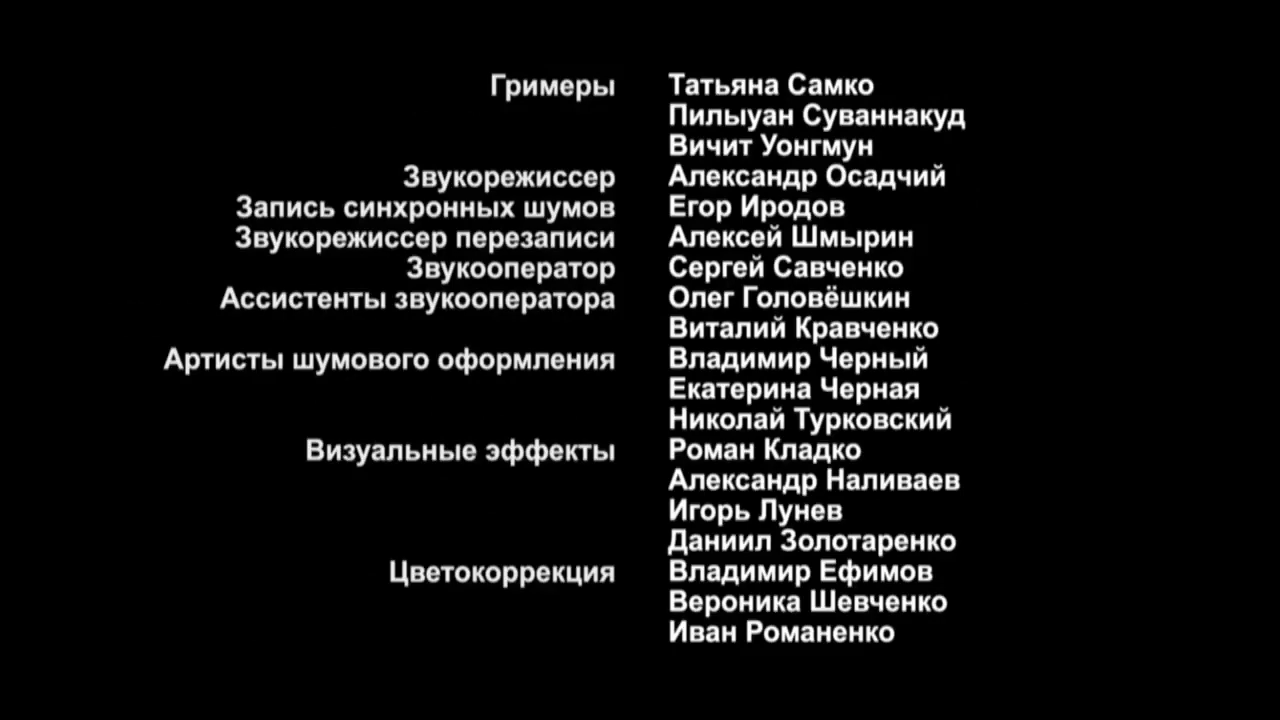 Гримеры Татьяна Самко
Пилыуан Суваннакуд
Вичит Уонгмун
Звукорежиссер Александр Осадчий
Запись синхронных шумов Егор Иродов
Звукорежиссер перезаписи Алексей Шмырин
Звукооператор Сергей Савченко
Ассистенты звукооператора Олег Головёшкин
Виталий Кравченко
Артисты шумового оформления Владимир Черный
Екатерина Черная
Николай Турковский
Визуальные эффекты Роман Кладко
Александр Наливаев
Игорь Лунев
Даниил Золотаренко
Цветокоррекция Владимир Ефимов
Вероника Шевченко
Иван Романенко